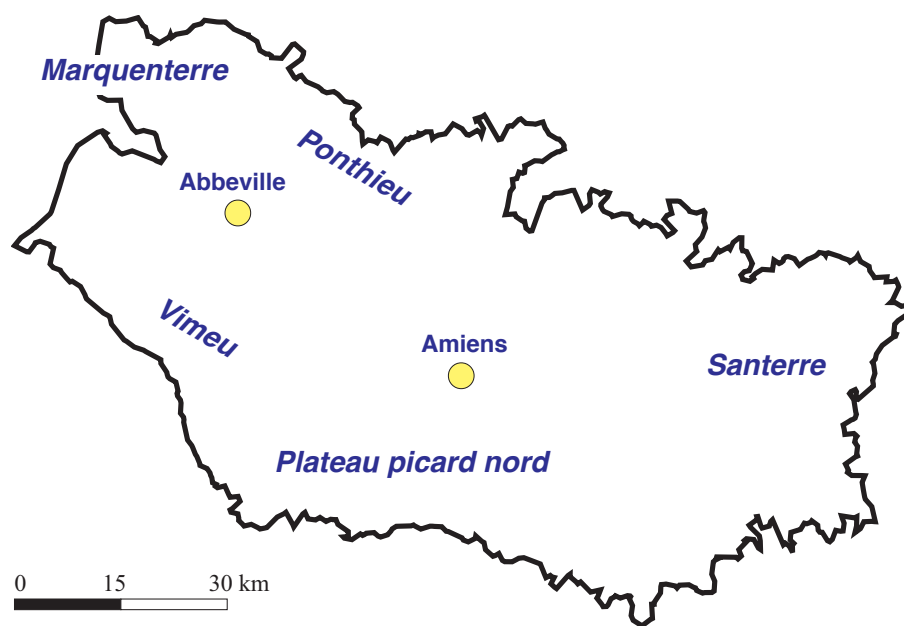 Marquenterre
Ponthieu
Abbeville
Vimeu
Amiens
Santerre
Plateau picard nord
0 15 30 km